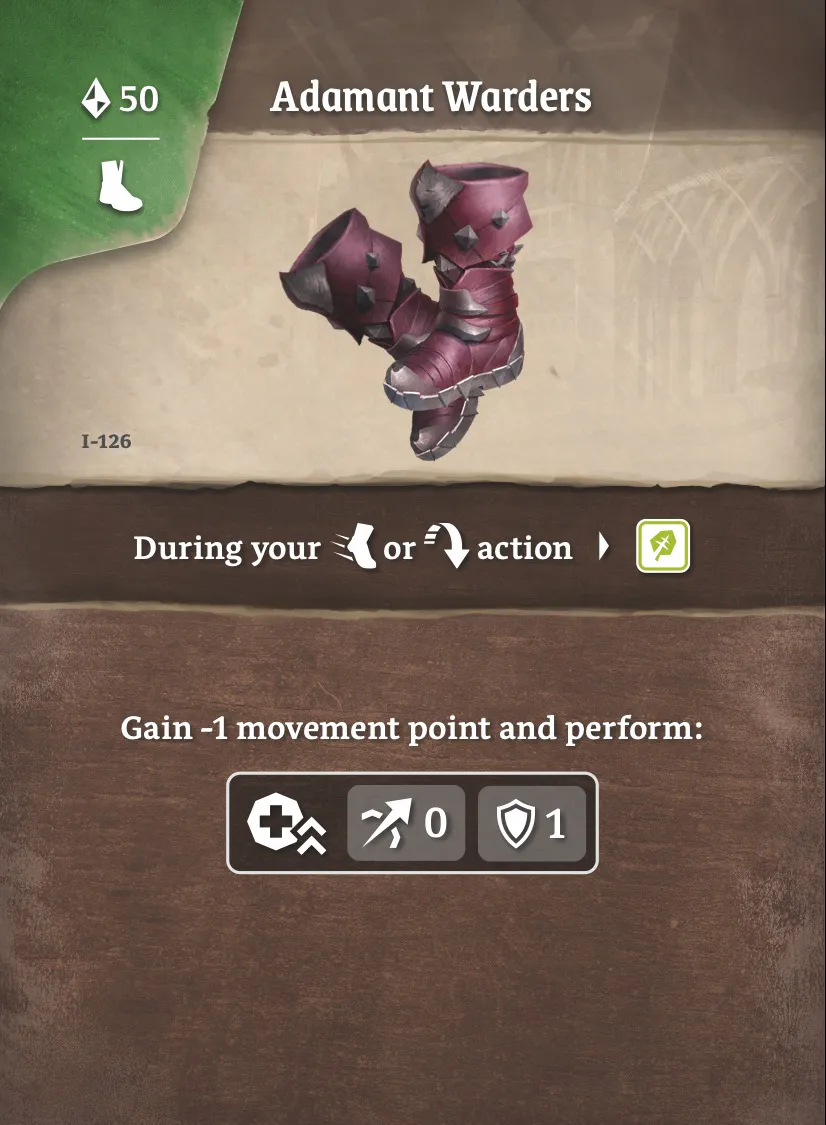 50
Adamant Warders
I-126
During your or action
Gain -1 movement point and perform:
0 1